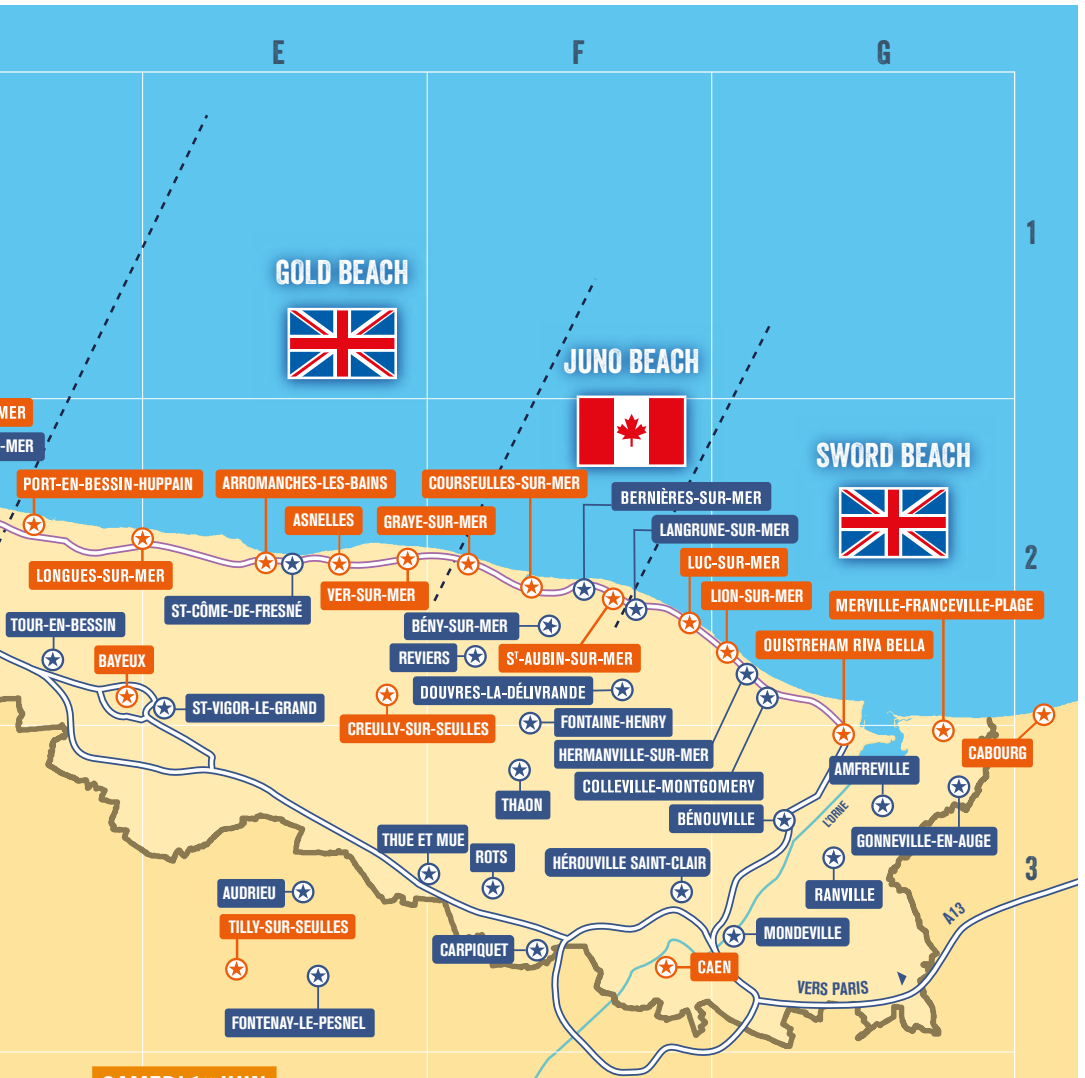 E
F
G
1
GOLD BEACH
JUNO BEACH
MER
-MER
SWORD BEACH
PORT-EN-BESSIN-HUPPAIN
ARROMANCHES-LES-BAINS
COURSEULLES-SUR-MER
BERNIÈRES-SUR-MER
ASNELLES
GRAYE-SUR-MER
LANGRUNE-SUR-MER
2
LUC-SUR-MER
LONGUES-SUR-MER
VER-SUR-MER
LION-SUR-MER
MERVILLE-FRANCEVILLE-PLAGE
ST-CÔME-DE-FRESNÉ
TOUR-EN-BESSIN
BÉNY-SUR-MER
OUISTREHAM RIVA BELLA
BAYEUX
REVIERS
ST-AUBIN-SUR-MER
DOUVRES-LA-DÉLIVRANDE
ST-VIGOR-LE-GRAND
CREUILLY-SUR-SEULLES
FONTAINE-HENRY
HERMANVILLE-SUR-MER
CABOURG
AMFREVILLE
COLLEVILLE-MONTGOMERY
THAON
L'ORNE
BÉNOUVILLE
THUE ET MUE
GONNEVILLE-EN-AUGE
ROTS
HÉROUVILLE SAINT-CLAIR
3
AUDRIEU
RANVILLE
A13
TILLY-SUR-SEULLES
MONDEVILLE
CARPIQUET
CAEN
VERS PARIS
FONTENAY-LE-PESNEL